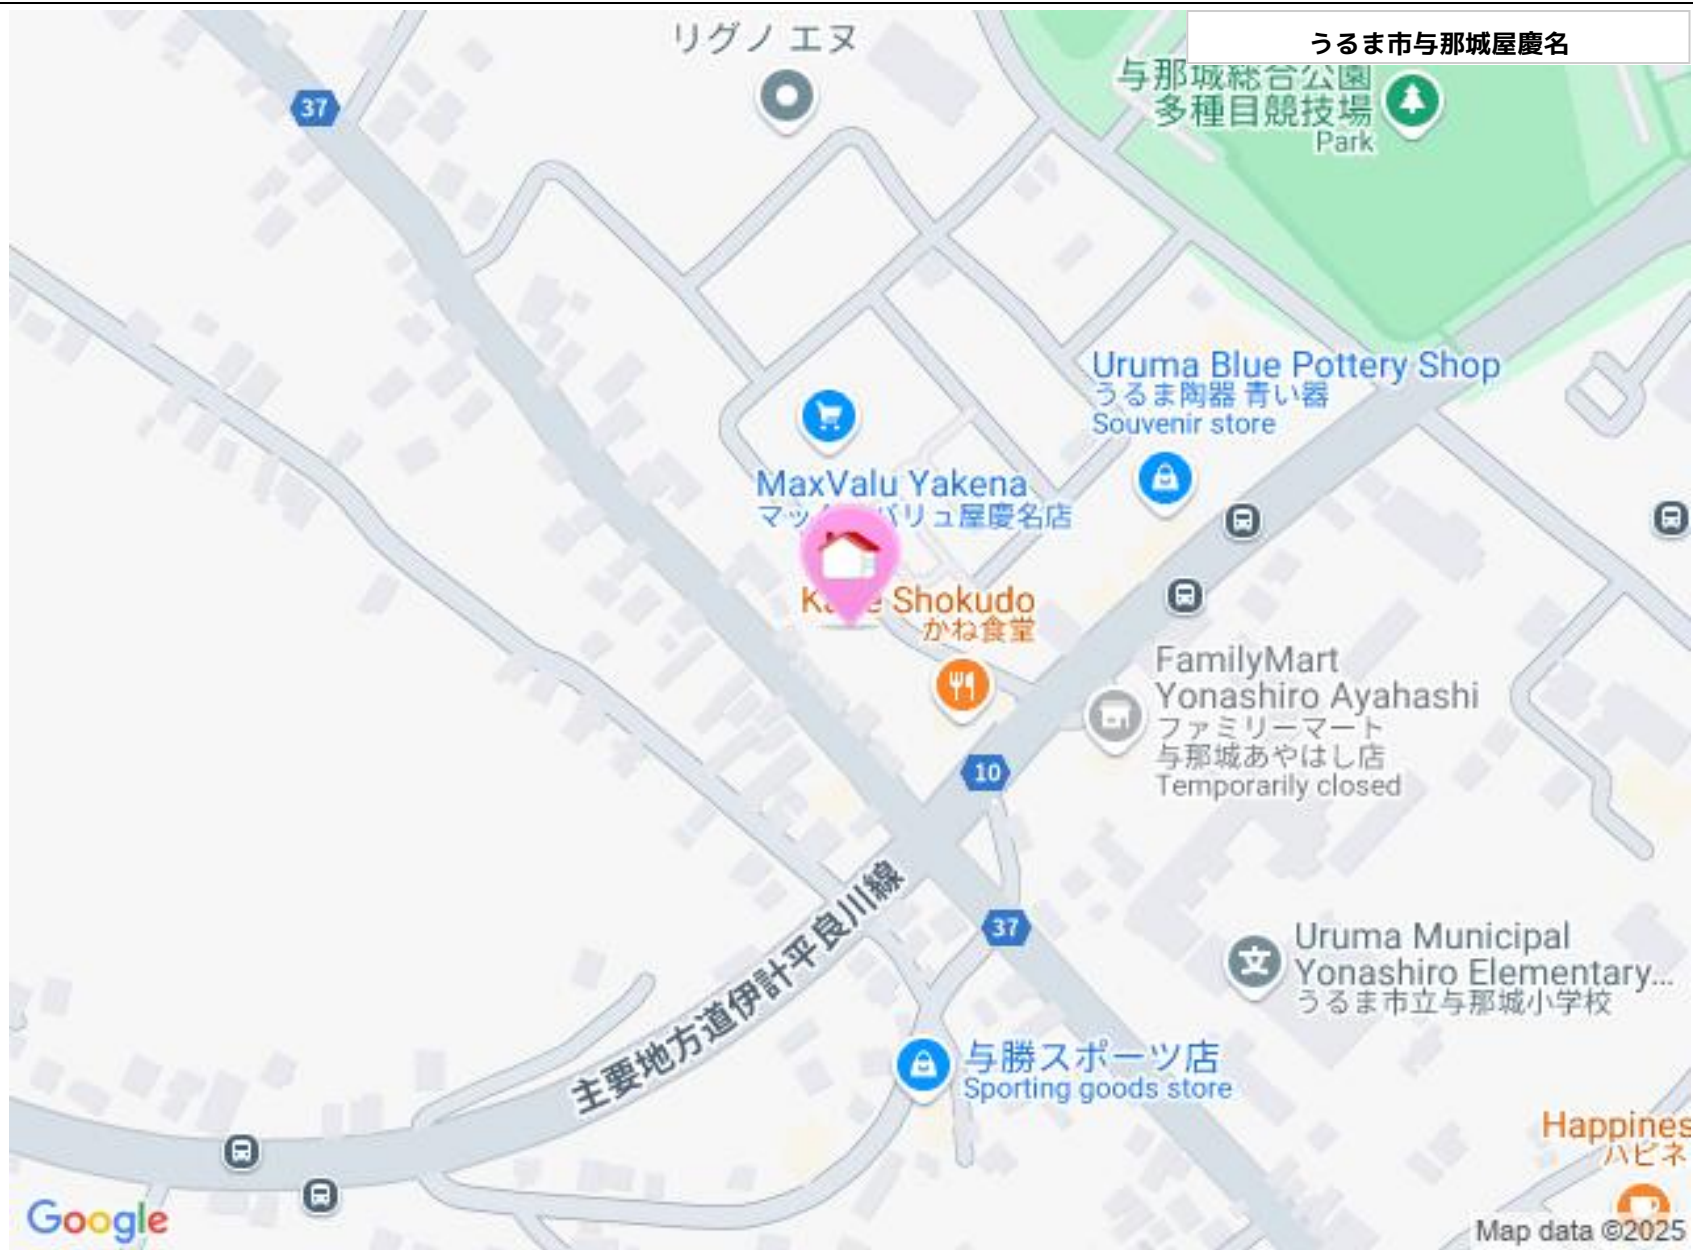 うるま市与那城屋慶名
リグノ エヌ
37
与那城総合公園
多種目競技場
Park
Uruma Blue Pottery Shop
うるま陶器 青い器
Souvenir store
MaxValu Yakena
バリュ屋慶名店
Shokudo
かね食堂
FamilyMart
Yonashiro Ayahashi
ファミリーマート
与那城あやはし店
Temporarily closed
10
主要地方道伊計平良川線
37
文
Uruma Municipal
Yonashiro Elementary...
うるま市立与那城小学校
与勝スポーツ店
Sporting goods store
Happines
ハピネ
Google
Map data ©2025